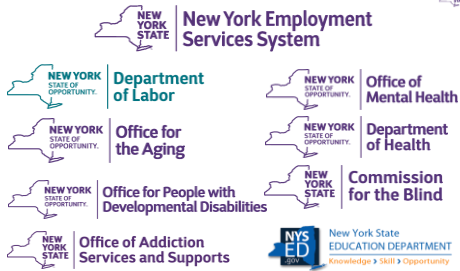 NEW YORK STATE
New York Employment
Services System
NEW YORK
STATE OF
OPPORTUNITY.
Department
of Labor
NEW YORK
STATE OF
OPPORTUNITY.
Office for
the Aging
NEW YORK
STATE OF
OPPORTUNITY.
Office for People with
Developmental Disabilities
NEW
YORK
STATE
Office of Addiction
Services and Supports
NEW YORK
STATE OF
OPPORTUNITY.
Office of
Mental Health
NEW YORK
STATE OF
OPPORTUNITY.
Department
of Health
NEW
YORK
STATE
Commission
for the Blind
NYS
ED
.gov
New York State
EDUCATION DEPARTMENT
Knowledge > Skill > Opportunity